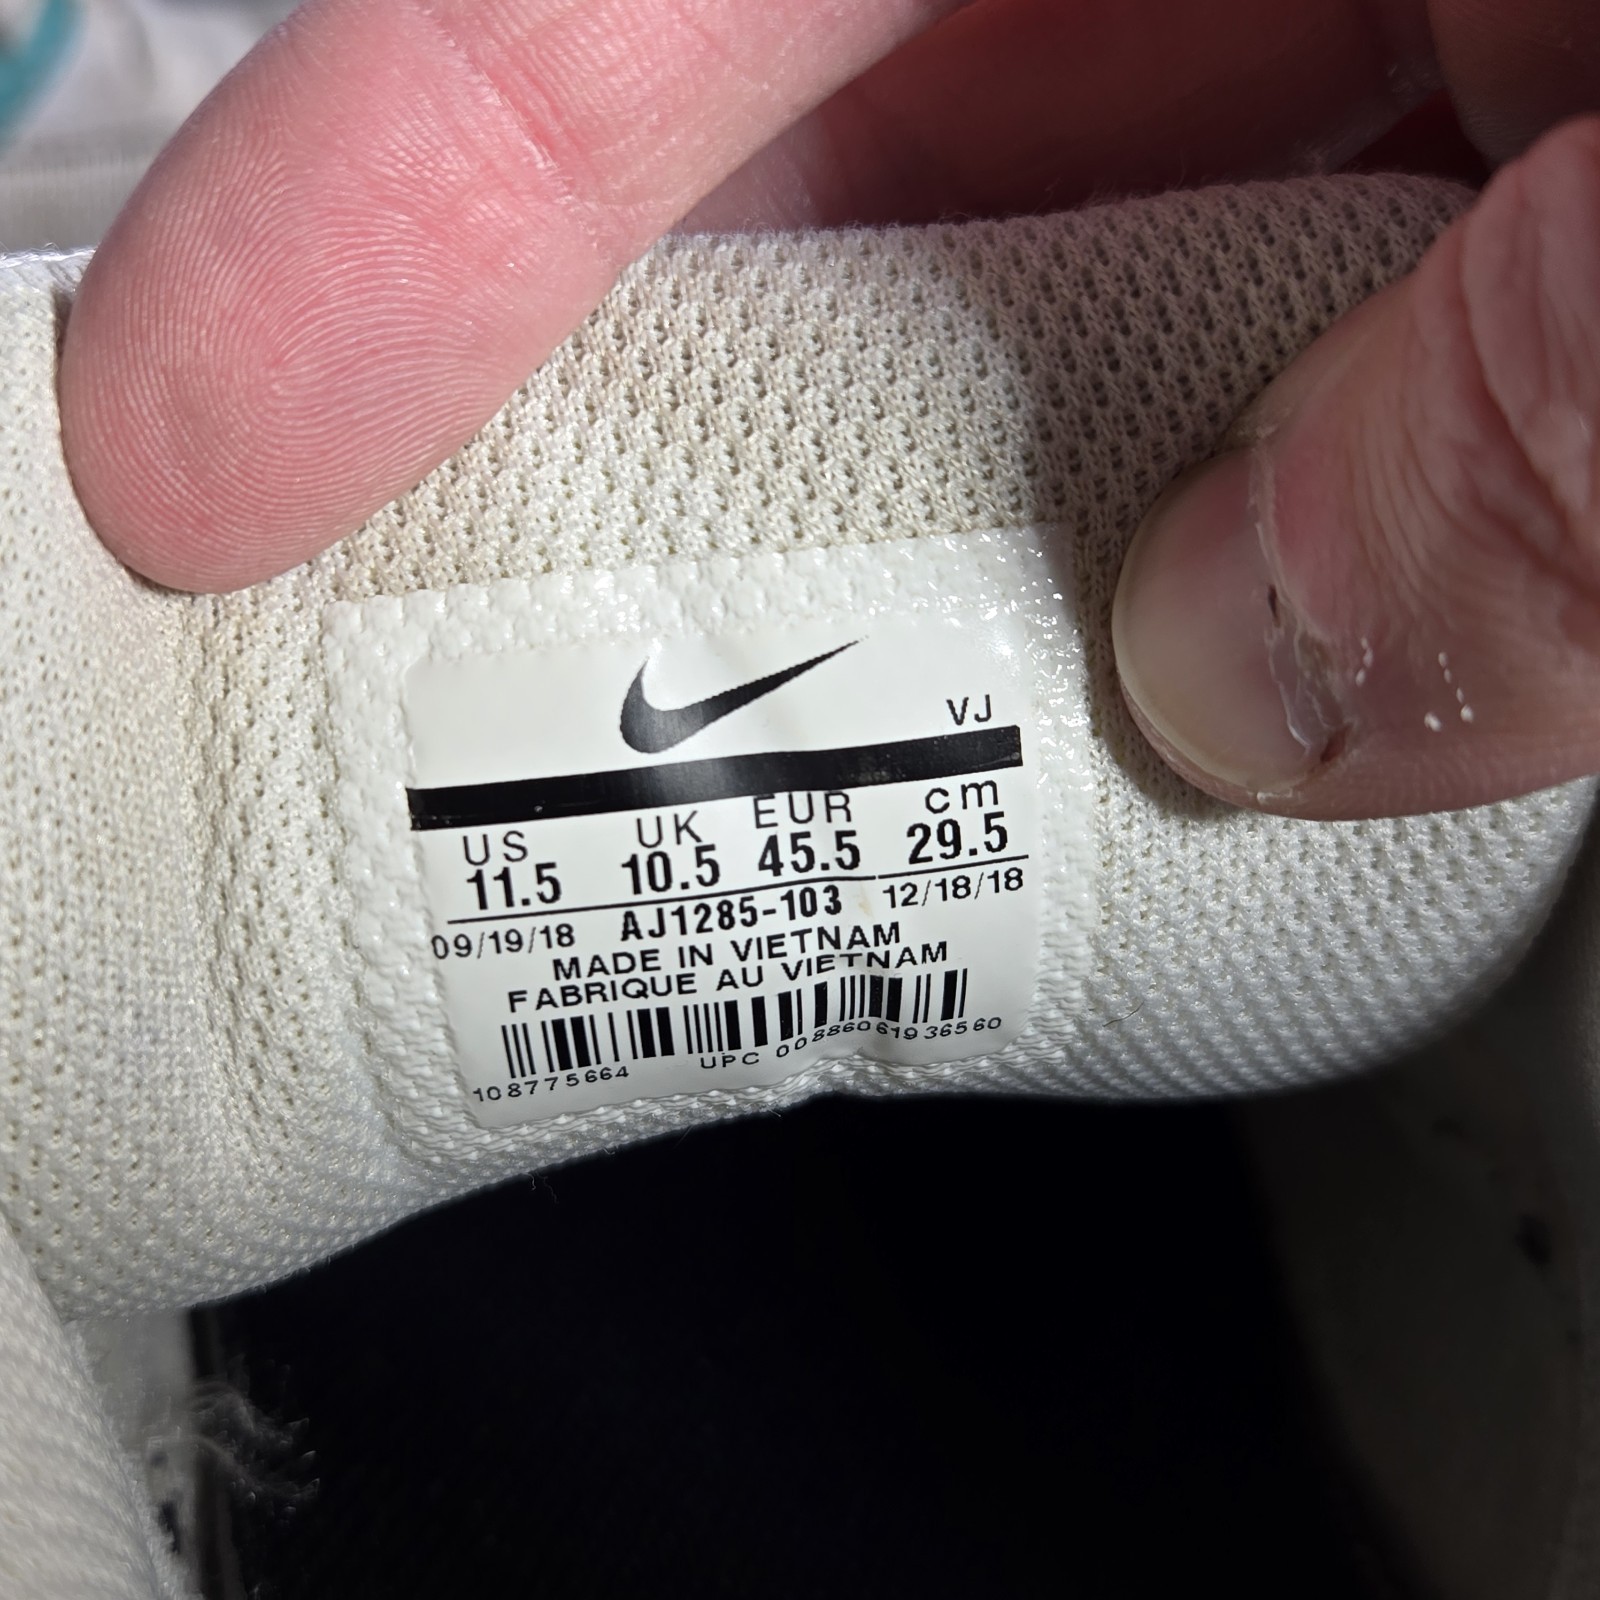 VJ
US UK EUR cm
11.5 10.5 45.5 29.5
09/19/18 AJ1285-103 12/18/18
MADE IN VIETNAM
FABRIQUE AU VIETNAM
108775664 UPC 00886061936560